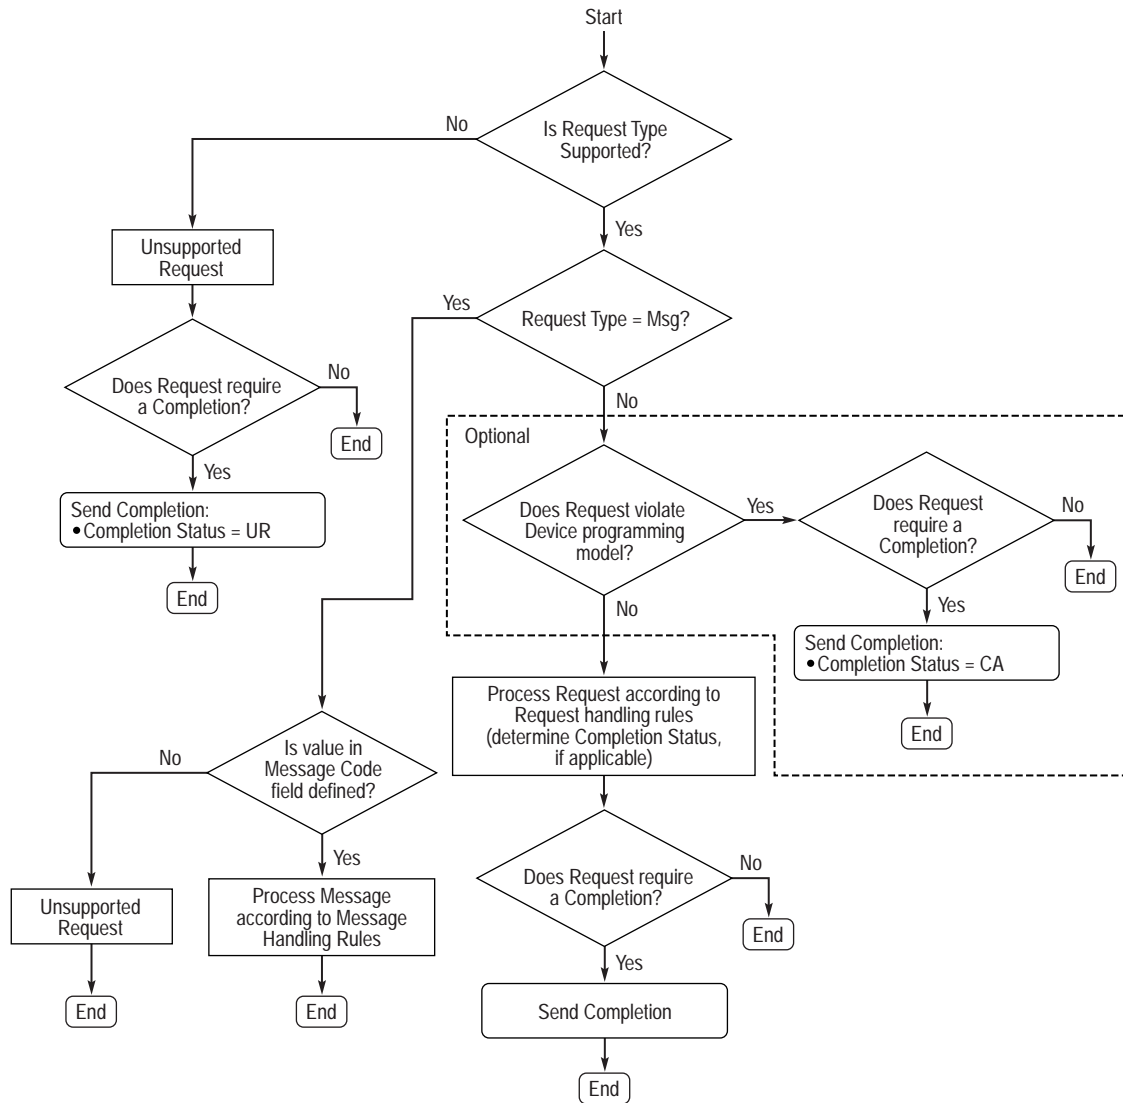 Start
No
Is Request Type
Supported?
Yes
Unsupported
Request
Yes
Request Type = Msg?
No
Does Request require
a Completion?
No
End
Yes
Send Completion:
● Completion Status = UR
End
Optional
Does Request violate
Device programming
model?
Yes
Does Request
require a
Completion?
No
End
Yes
Send Completion:
● Completion Status = CA
End
No
Process Request according to
Request handling rules
(determine Completion Status,
if applicable)
No
Is value in
Message Code
field defined?
Yes
Unsupported
Request
End
Process Message
according to Message
Handling Rules
End
Does Request require
a Completion?
No
End
Yes
Send Completion
End